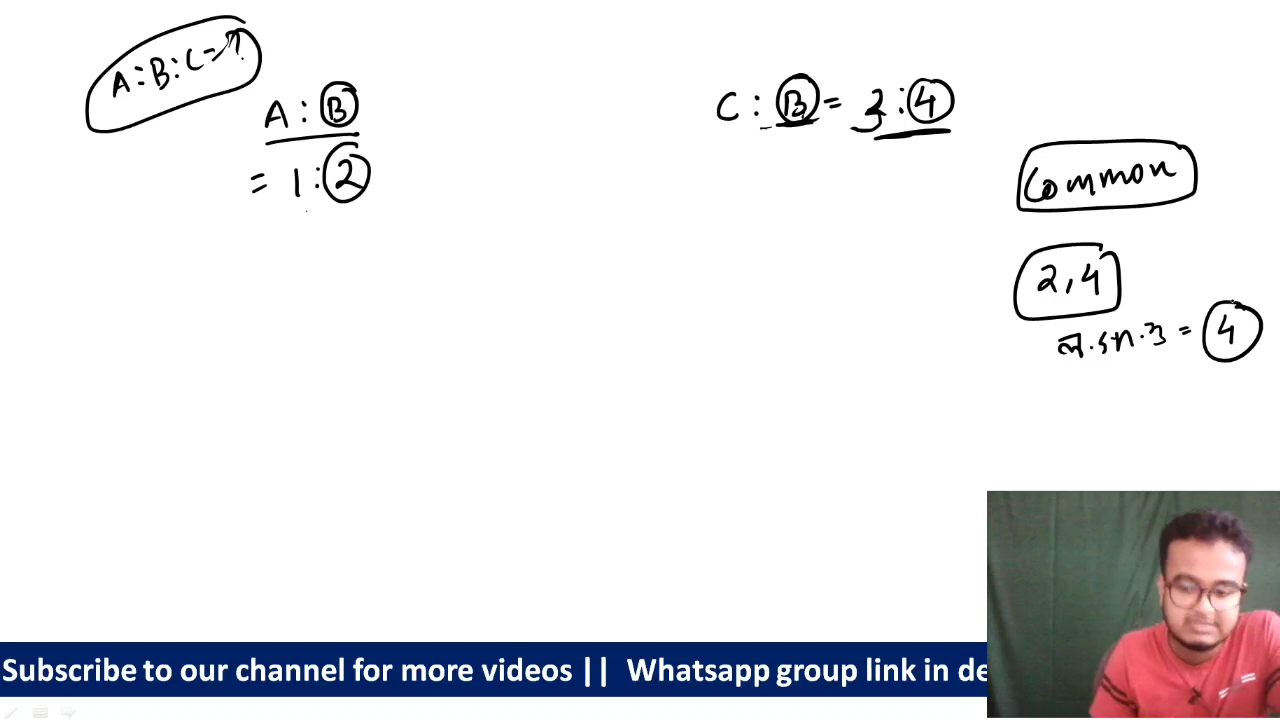 A:B:C=?
A : B
= 1 : 2
C : B = 3 : 4
Common
2,4
ল.সা.গু = 4
Subscribe to our channel for more videos || Whatsapp group link in de